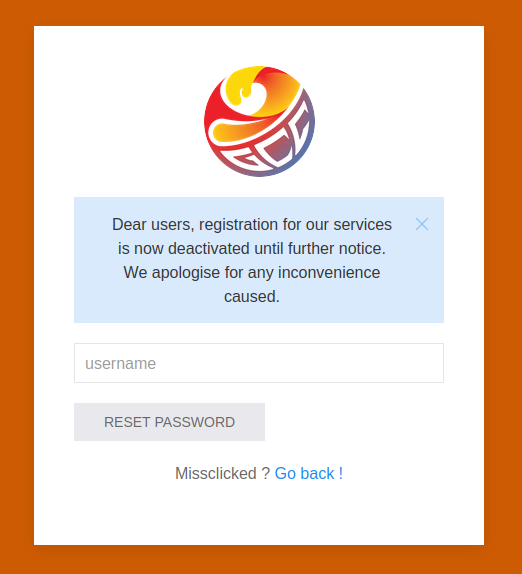 Dear users, registration for our services
is now deactivated until further notice.
We apologise for any inconvenience
caused.
username
RESET PASSWORD
Missclicked ? Go back !